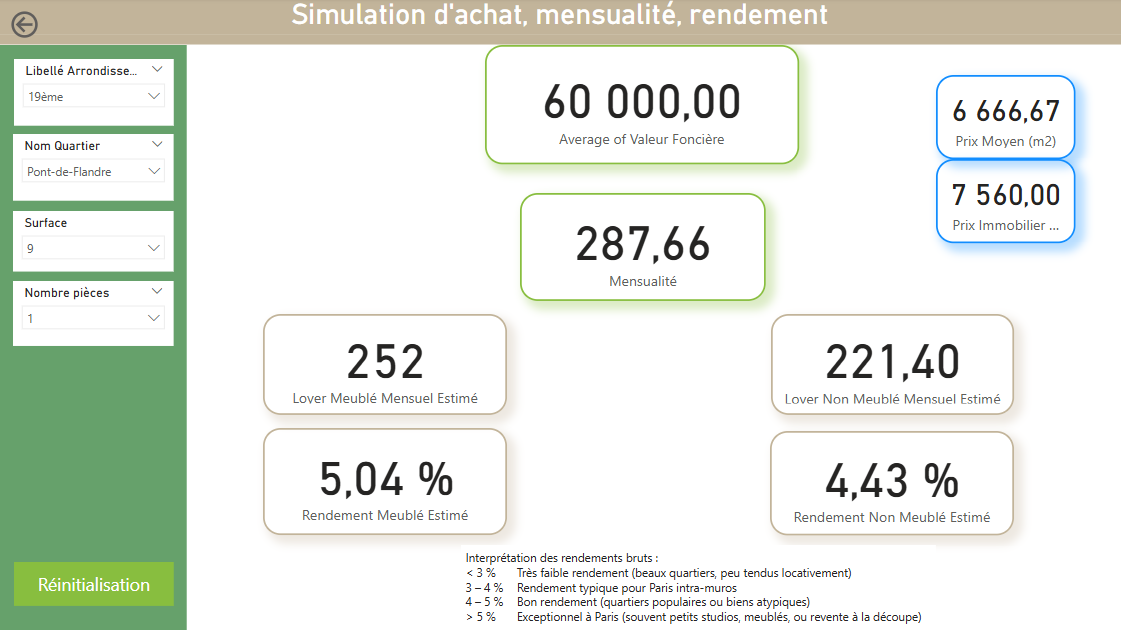 Simulation d'achat, mensualité, rendement
Libellé Arrondisse...
19ème
Nom Quartier
Pont-de-Flandre
Surface
9
Nombre pièces
1
Réinitialisation
60 000,00
Average of Valeur Foncière
6 666,67
Prix Moyen (m2)
7 560,00
Prix Immobilier ...
287,66
Mensualité
252
Loyer Meublé Mensuel Estimé
221,40
Loyer Non Meublé Mensuel Estimé
5,04 %
Rendement Meublé Estimé
4,43 %
Rendement Non Meublé Estimé
Interprétation des rendements bruts :
< 3 % Très faible rendement (beaux quartiers, peu tendus locativement)
3 – 4 % Rendement typique pour Paris intra-muros
4 – 5 % Bon rendement (quartiers populaires ou biens atypiques)
> 5 % Exceptionnel à Paris (souvent petits studios, meublés, ou revente à la découpe)